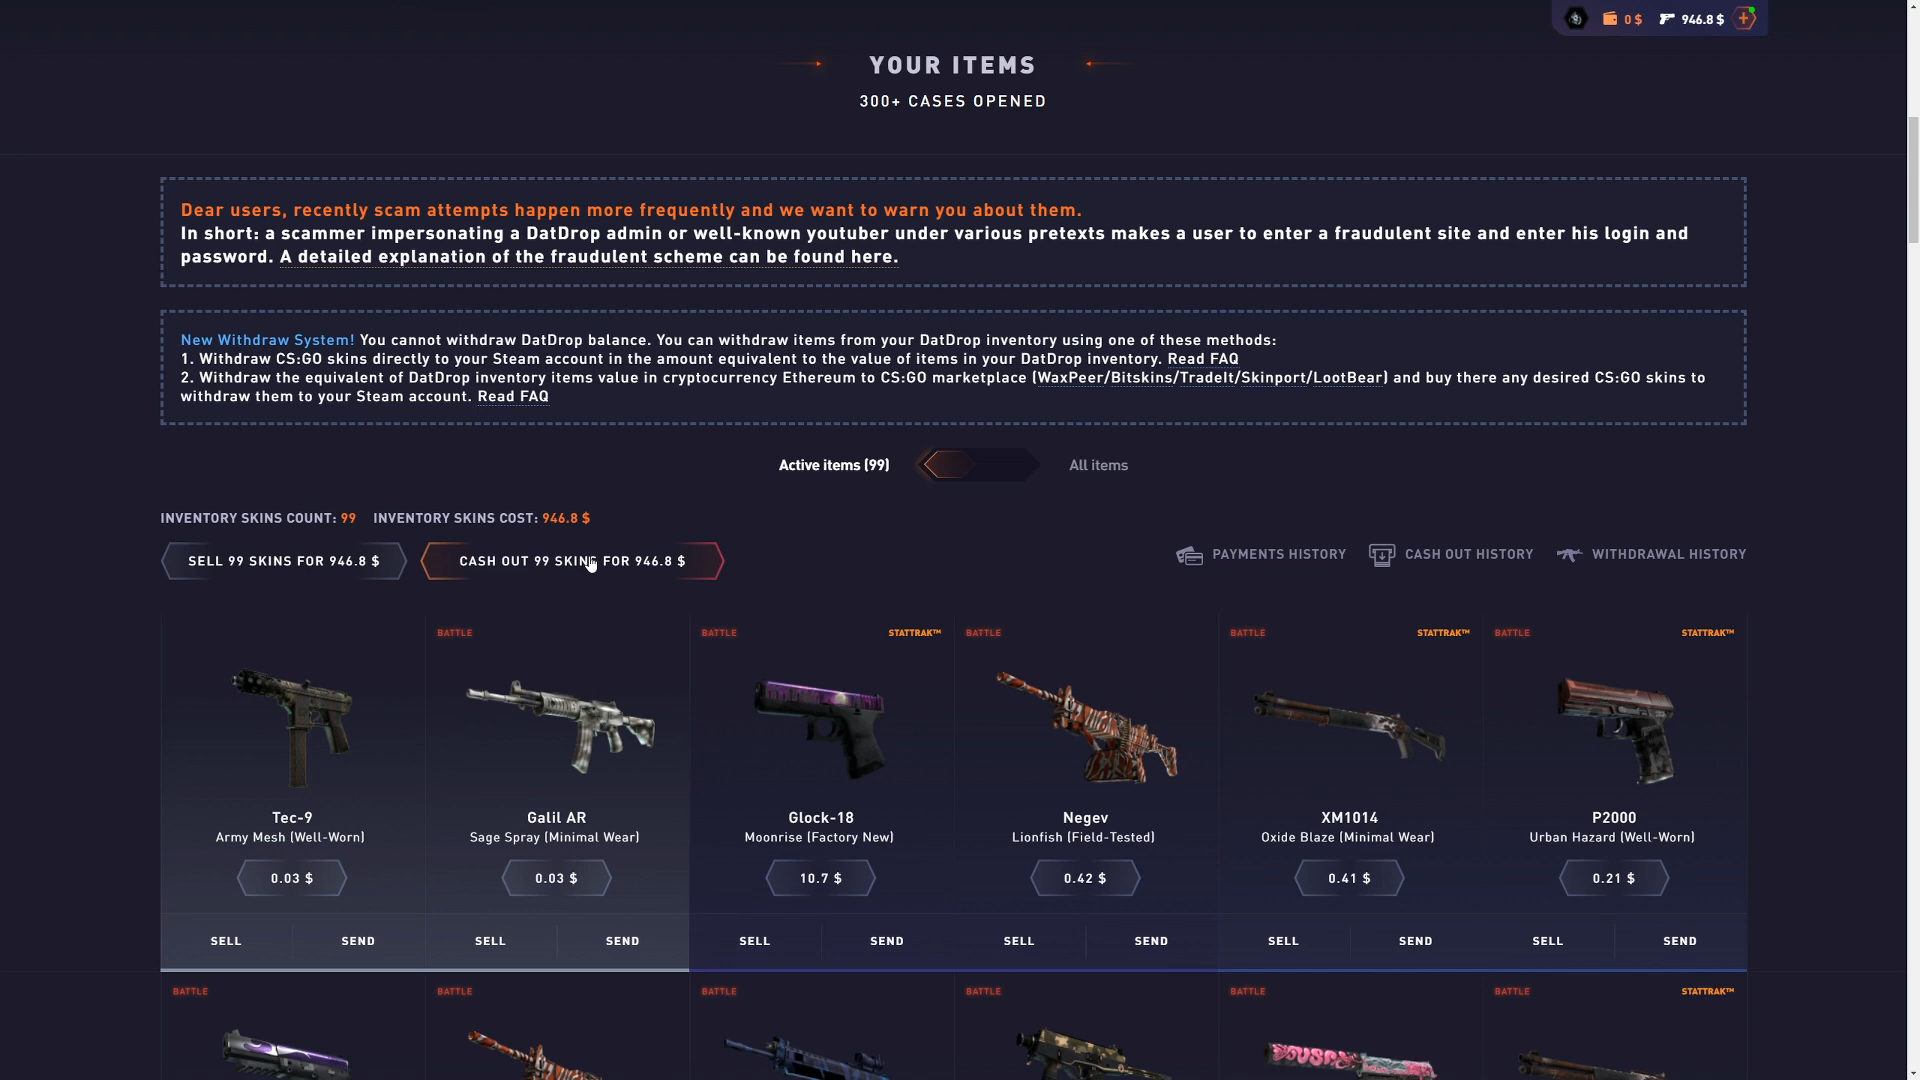 0 $ 946.8 $
YOUR ITEMS
300+ CASES OPENED
Dear users, recently scam attempts happen more frequently and we want to warn you about them.
In short: a scammer impersonating a DatDrop admin or well-known youtuber under various pretexts makes a user to enter a fraudulent site and enter his login and
password. A detailed explanation of the fraudulent scheme can be found here.
New Withdraw System! You cannot withdraw DatDrop balance. You can withdraw items from your DatDrop inventory using one of these methods:
1. Withdraw CS:GO skins directly to your Steam account in the amount equivalent to the value of items in your DatDrop inventory. Read FAQ
2. Withdraw the equivalent of DatDrop inventory items value in cryptocurrency Ethereum to CS:GO marketplace (WaxPeer/Bitskins/TradeIt/Skinport/LootBear) and buy there any desired CS:GO skins to
withdraw them to your Steam account. Read FAQ
Active items (99) All items
INVENTORY SKINS COUNT: 99 INVENTORY SKINS COST: 946.8 $
SELL 99 SKINS FOR 946.8 $ CASH OUT 99 SKINS FOR 946.8 $ PAYMENTS HISTORY CASH OUT HISTORY WITHDRAWAL HISTORY
BATTLE BATTLE STATTRAK™ BATTLE BATTLE STATTRAK™ BATTLE STATTRAK™
Tec-9 Galil AR Glock-18 Negev XM1014 P2000
Army Mesh (Well-Worn) Sage Spray (Minimal Wear) Moonrise (Factory New) Lionfish (Field-Tested) Oxide Blaze (Minimal Wear) Urban Hazard (Well-Worn)
0.03 $ 0.03 $ 10.7 $ 0.42 $ 0.41 $ 0.21 $
SELL SEND SELL SEND SELL SEND SELL SEND SELL SEND SELL SEND
BATTLE BATTLE BATTLE BATTLE BATTLE BATTLE STATTRAK™